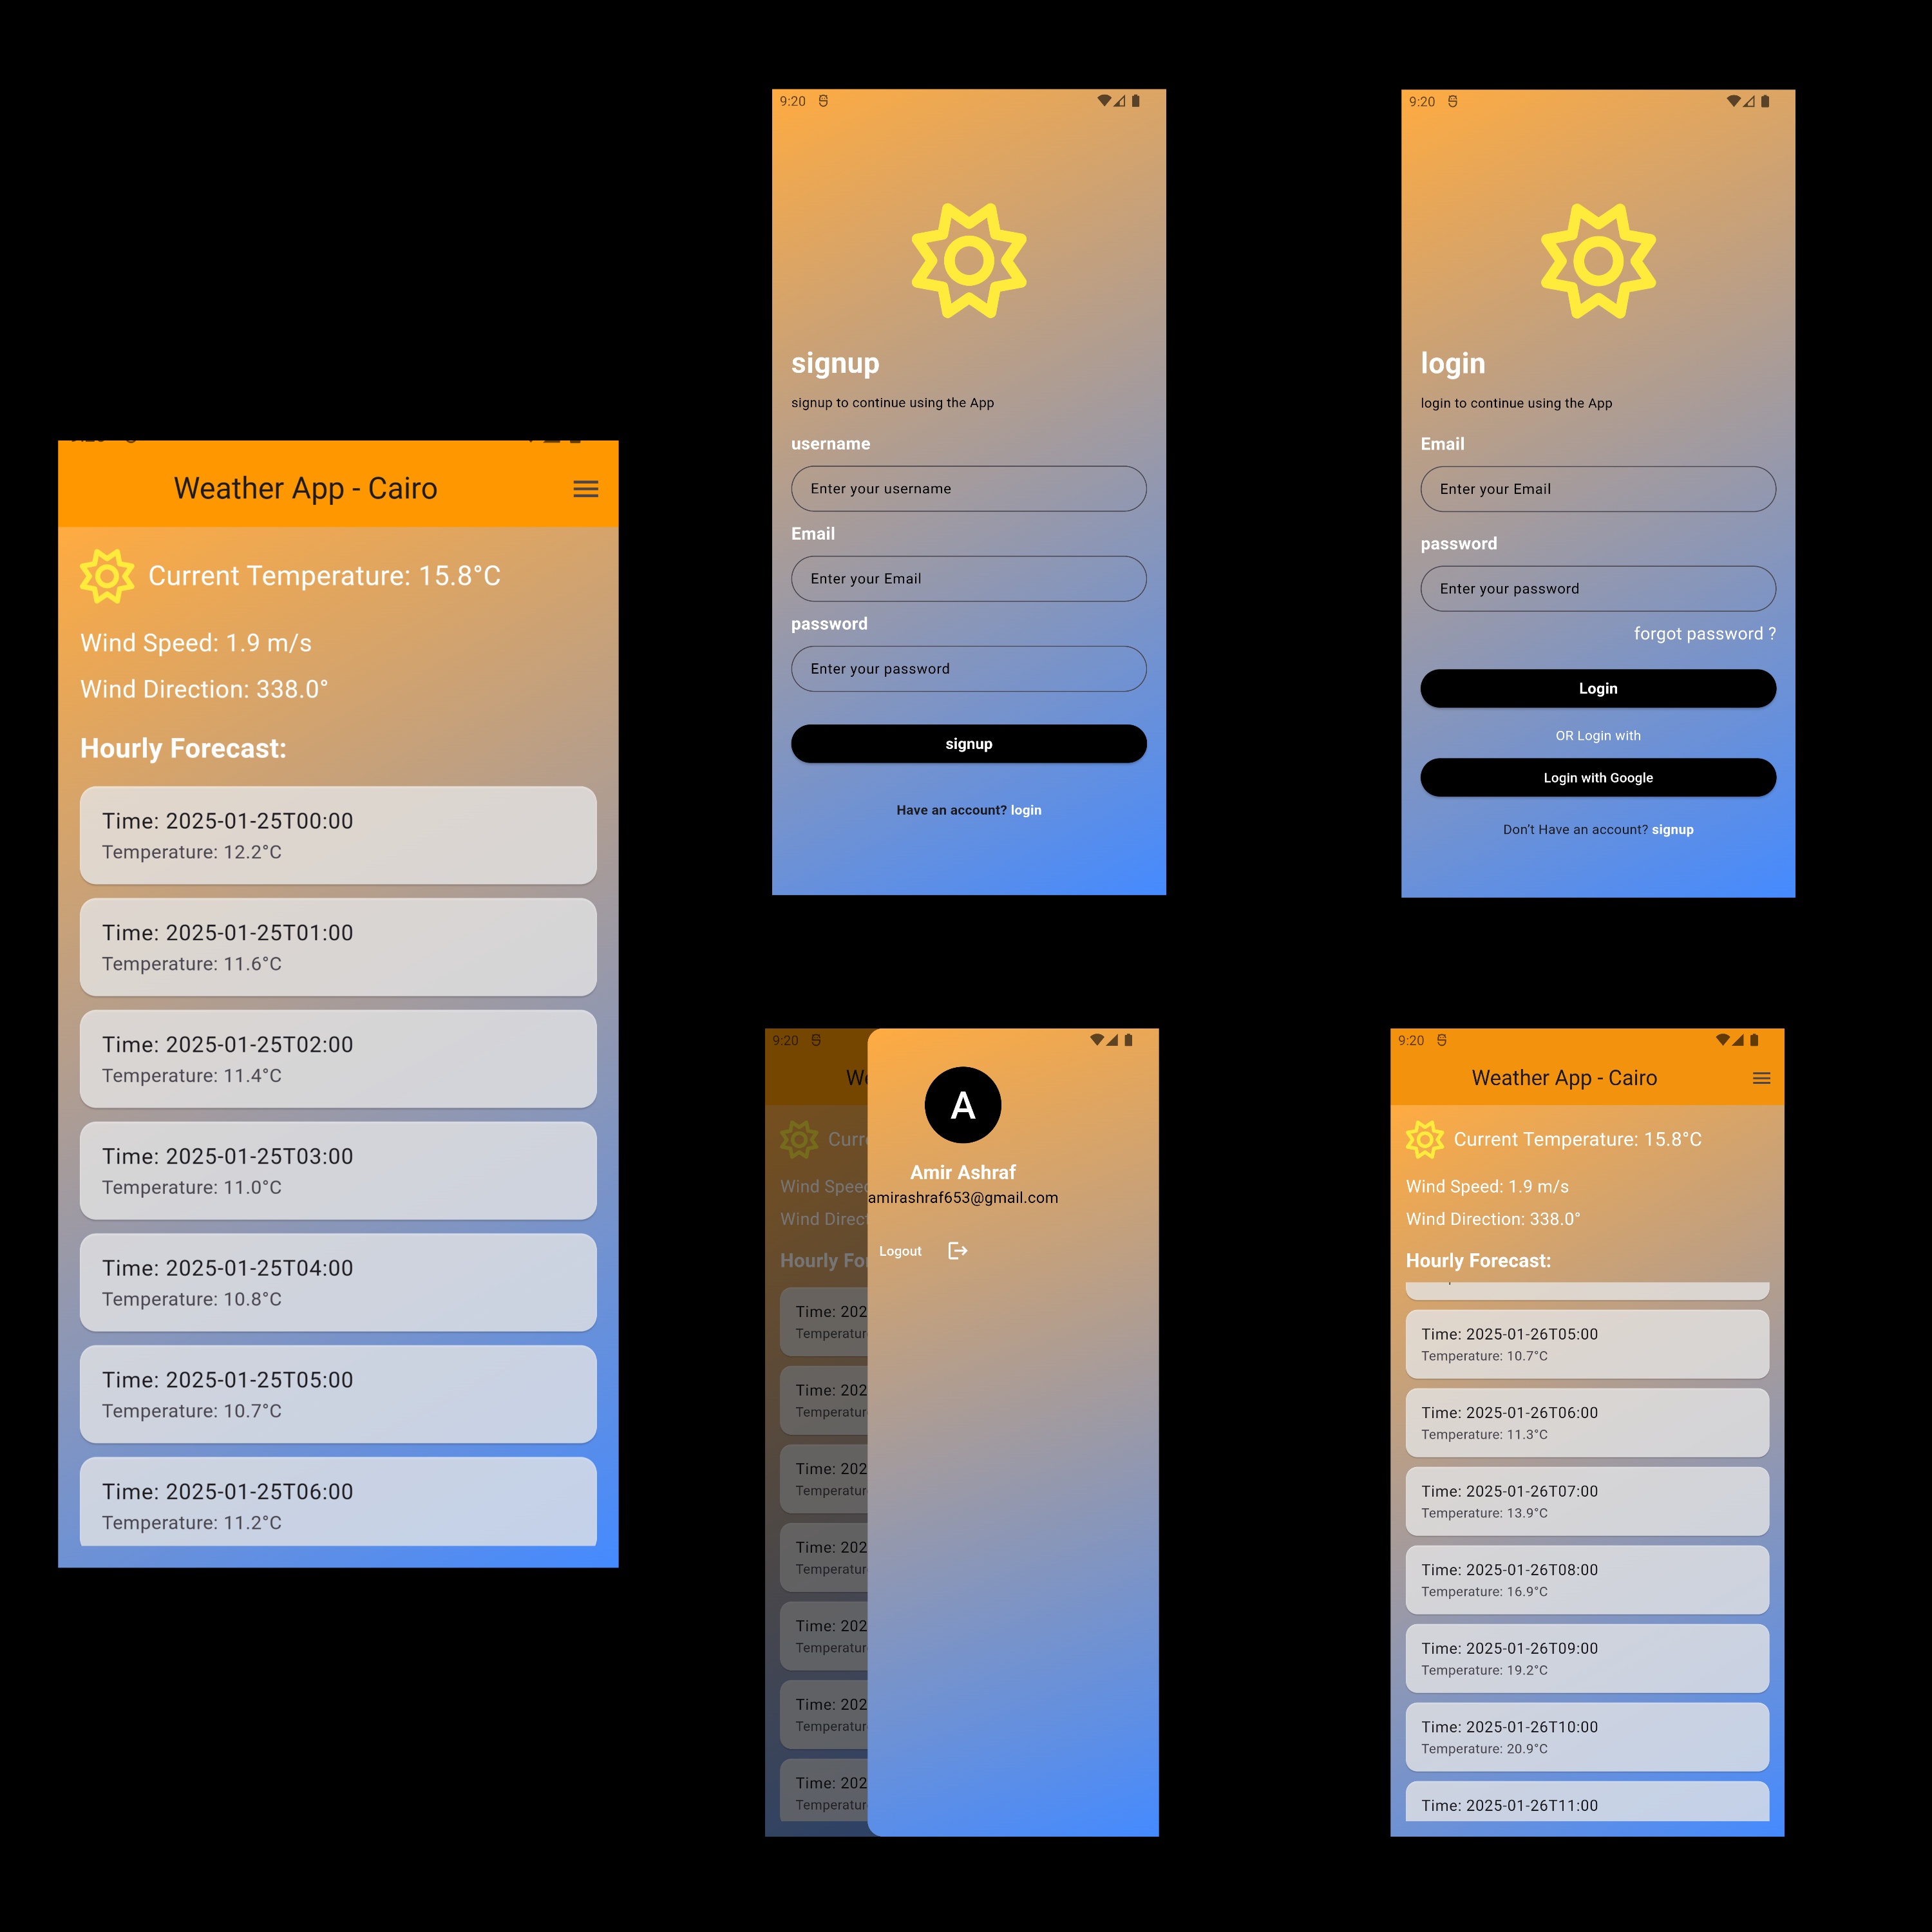 Weather App - Cairo
Current Temperature: 15.8°C
Wind Speed: 1.9 m/s
Wind Direction: 338.0°
Hourly Forecast:
Time: 2025-01-25T00:00
Temperature: 12.2°C
Time: 2025-01-25T01:00
Temperature: 11.6°C
Time: 2025-01-25T02:00
Temperature: 11.4°C
Time: 2025-01-25T03:00
Temperature: 11.0°C
Time: 2025-01-25T04:00
Temperature: 10.8°C
Time: 2025-01-25T05:00
Temperature: 10.7°C
Time: 2025-01-25T06:00
Temperature: 11.2°C
9:20
signup
signup to continue using the App
username
Enter your username
Email
Enter your Email
password
Enter your password
signup
Have an account? login
9:20
login
login to continue using the App
Email
Enter your Email
password
Enter your password
forgot password ?
Login
OR Login with
Login with Google
Don't Have an account? signup
9:20
We
Curr
Wind Speed
Wind Direct
Hourly Fo
Time: 202
Temperatur
Time: 202
Temperatur
Time: 202
Temperatur
Time: 202
Temperatur
Time: 202
Temperatur
Time: 202
Temperatur
Time: 202
Temperatur
A
Amir Ashraf
amirashraf653@gmail.com
Logout
9:20
Weather App - Cairo
Current Temperature: 15.8°C
Wind Speed: 1.9 m/s
Wind Direction: 338.0°
Hourly Forecast:
Time: 2025-01-26T05:00
Temperature: 10.7°C
Time: 2025-01-26T06:00
Temperature: 11.3°C
Time: 2025-01-26T07:00
Temperature: 13.9°C
Time: 2025-01-26T08:00
Temperature: 16.9°C
Time: 2025-01-26T09:00
Temperature: 19.2°C
Time: 2025-01-26T10:00
Temperature: 20.9°C
Time: 2025-01-26T11:00